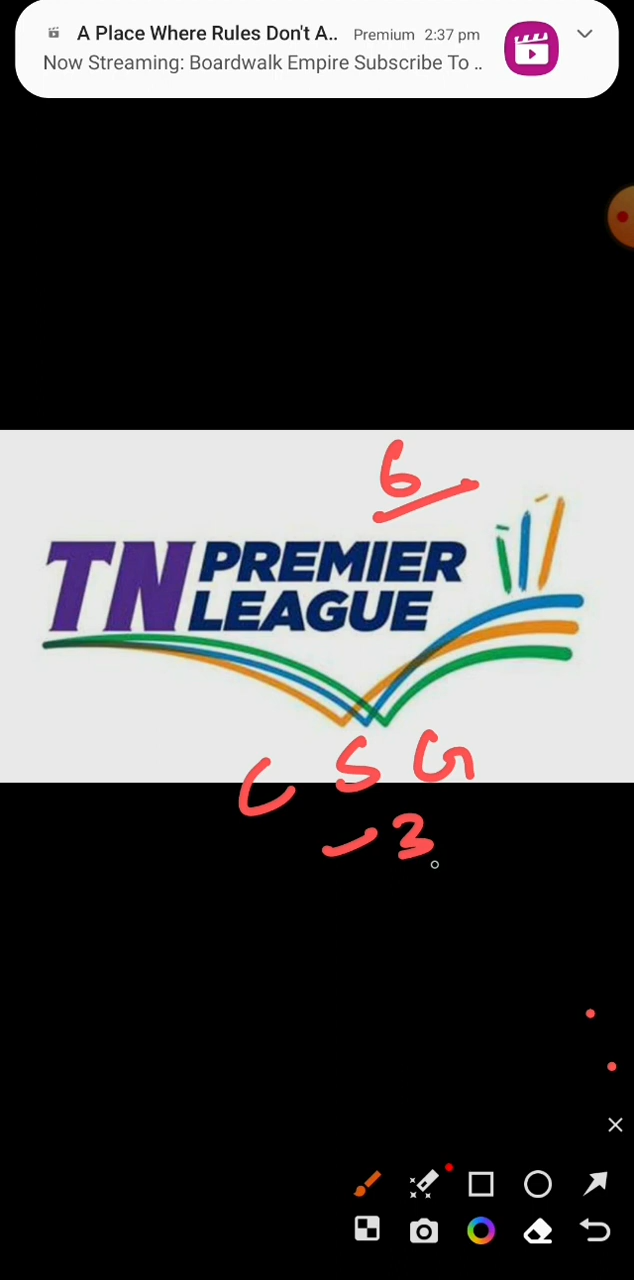 A Place Where Rules Don't A.. Premium 2:37 pm
Now Streaming: Boardwalk Empire Subscribe To ..
6
TN PREMIER
LEAGUE
C S G
- 3